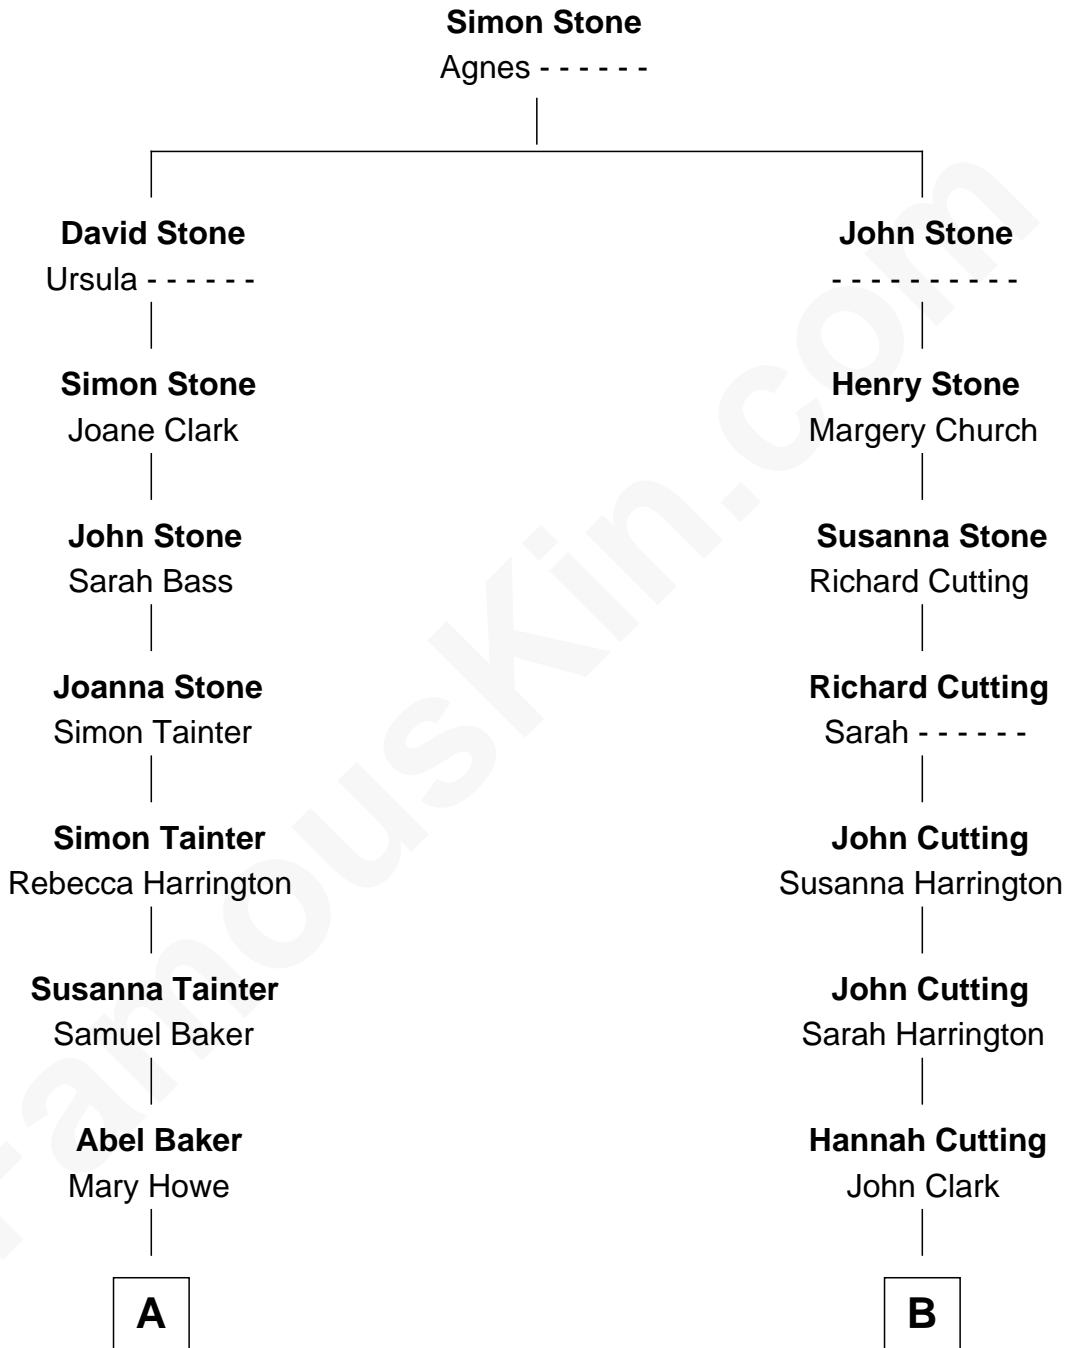 Simon Stone
Agnes - - - - - -
David Stone
Ursula - - - - - -
John Stone
- - - - - - - - - -
Simon Stone
Joane Clark
Henry Stone
Margery Church
John Stone
Sarah Bass
Susanna Stone
Richard Cutting
Joanna Stone
Simon Tainter
Richard Cutting
Sarah - - - - - -
Simon Tainter
Rebecca Harrington
John Cutting
Susanna Harrington
Susanna Tainter
Samuel Baker
John Cutting
Sarah Harrington
Abel Baker
Mary Howe
Hannah Cutting
John Clark
A
B
FamousKin.com